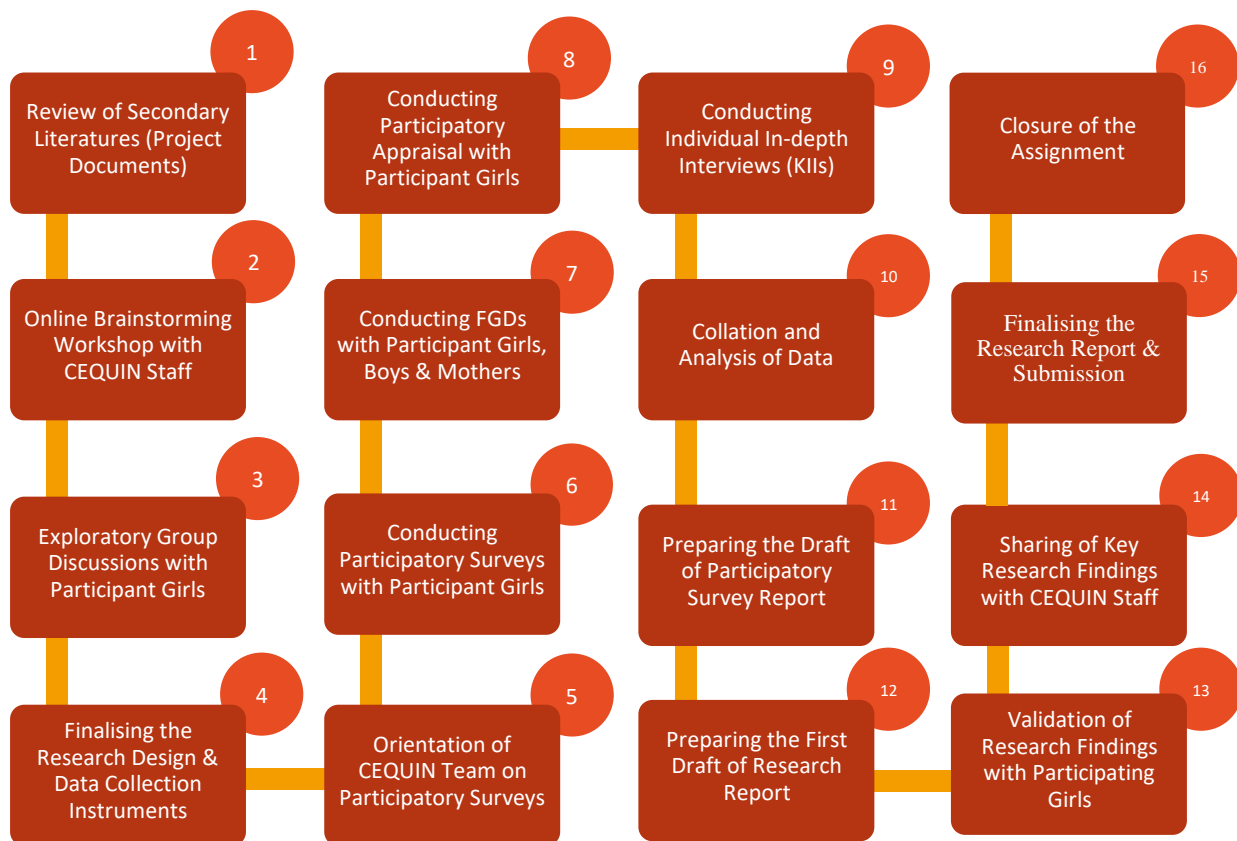 1
Review of Secondary
Literatures (Project
Documents)
2
Online Brainstorming
Workshop with
CEQUIN Staff
3
Exploratory Group
Discussions with
Participant Girls
4
Finalising the
Research Design &
Data Collection
Instruments
5
Orientation of
CEQUIN Team on
Participatory Surveys
6
Conducting
Participatory Surveys
with Participant Girls
7
Conducting FGDs
with Participant Girls,
Boys & Mothers
8
Conducting
Participatory
Appraisal with
Participant Girls
9
Conducting
Individual In-depth
Interviews (KIIs)
10
Collation and
Analysis of Data
11
Preparing the Draft
of Participatory
Survey Report
12
Preparing the First
Draft of Research
Report
13
Validation of
Research Findings
with Participating
Girls
14
Sharing of Key
Research Findings
with CEQUIN Staff
15
Finalising the
Research Report &
Submission
16
Closure of the
Assignment